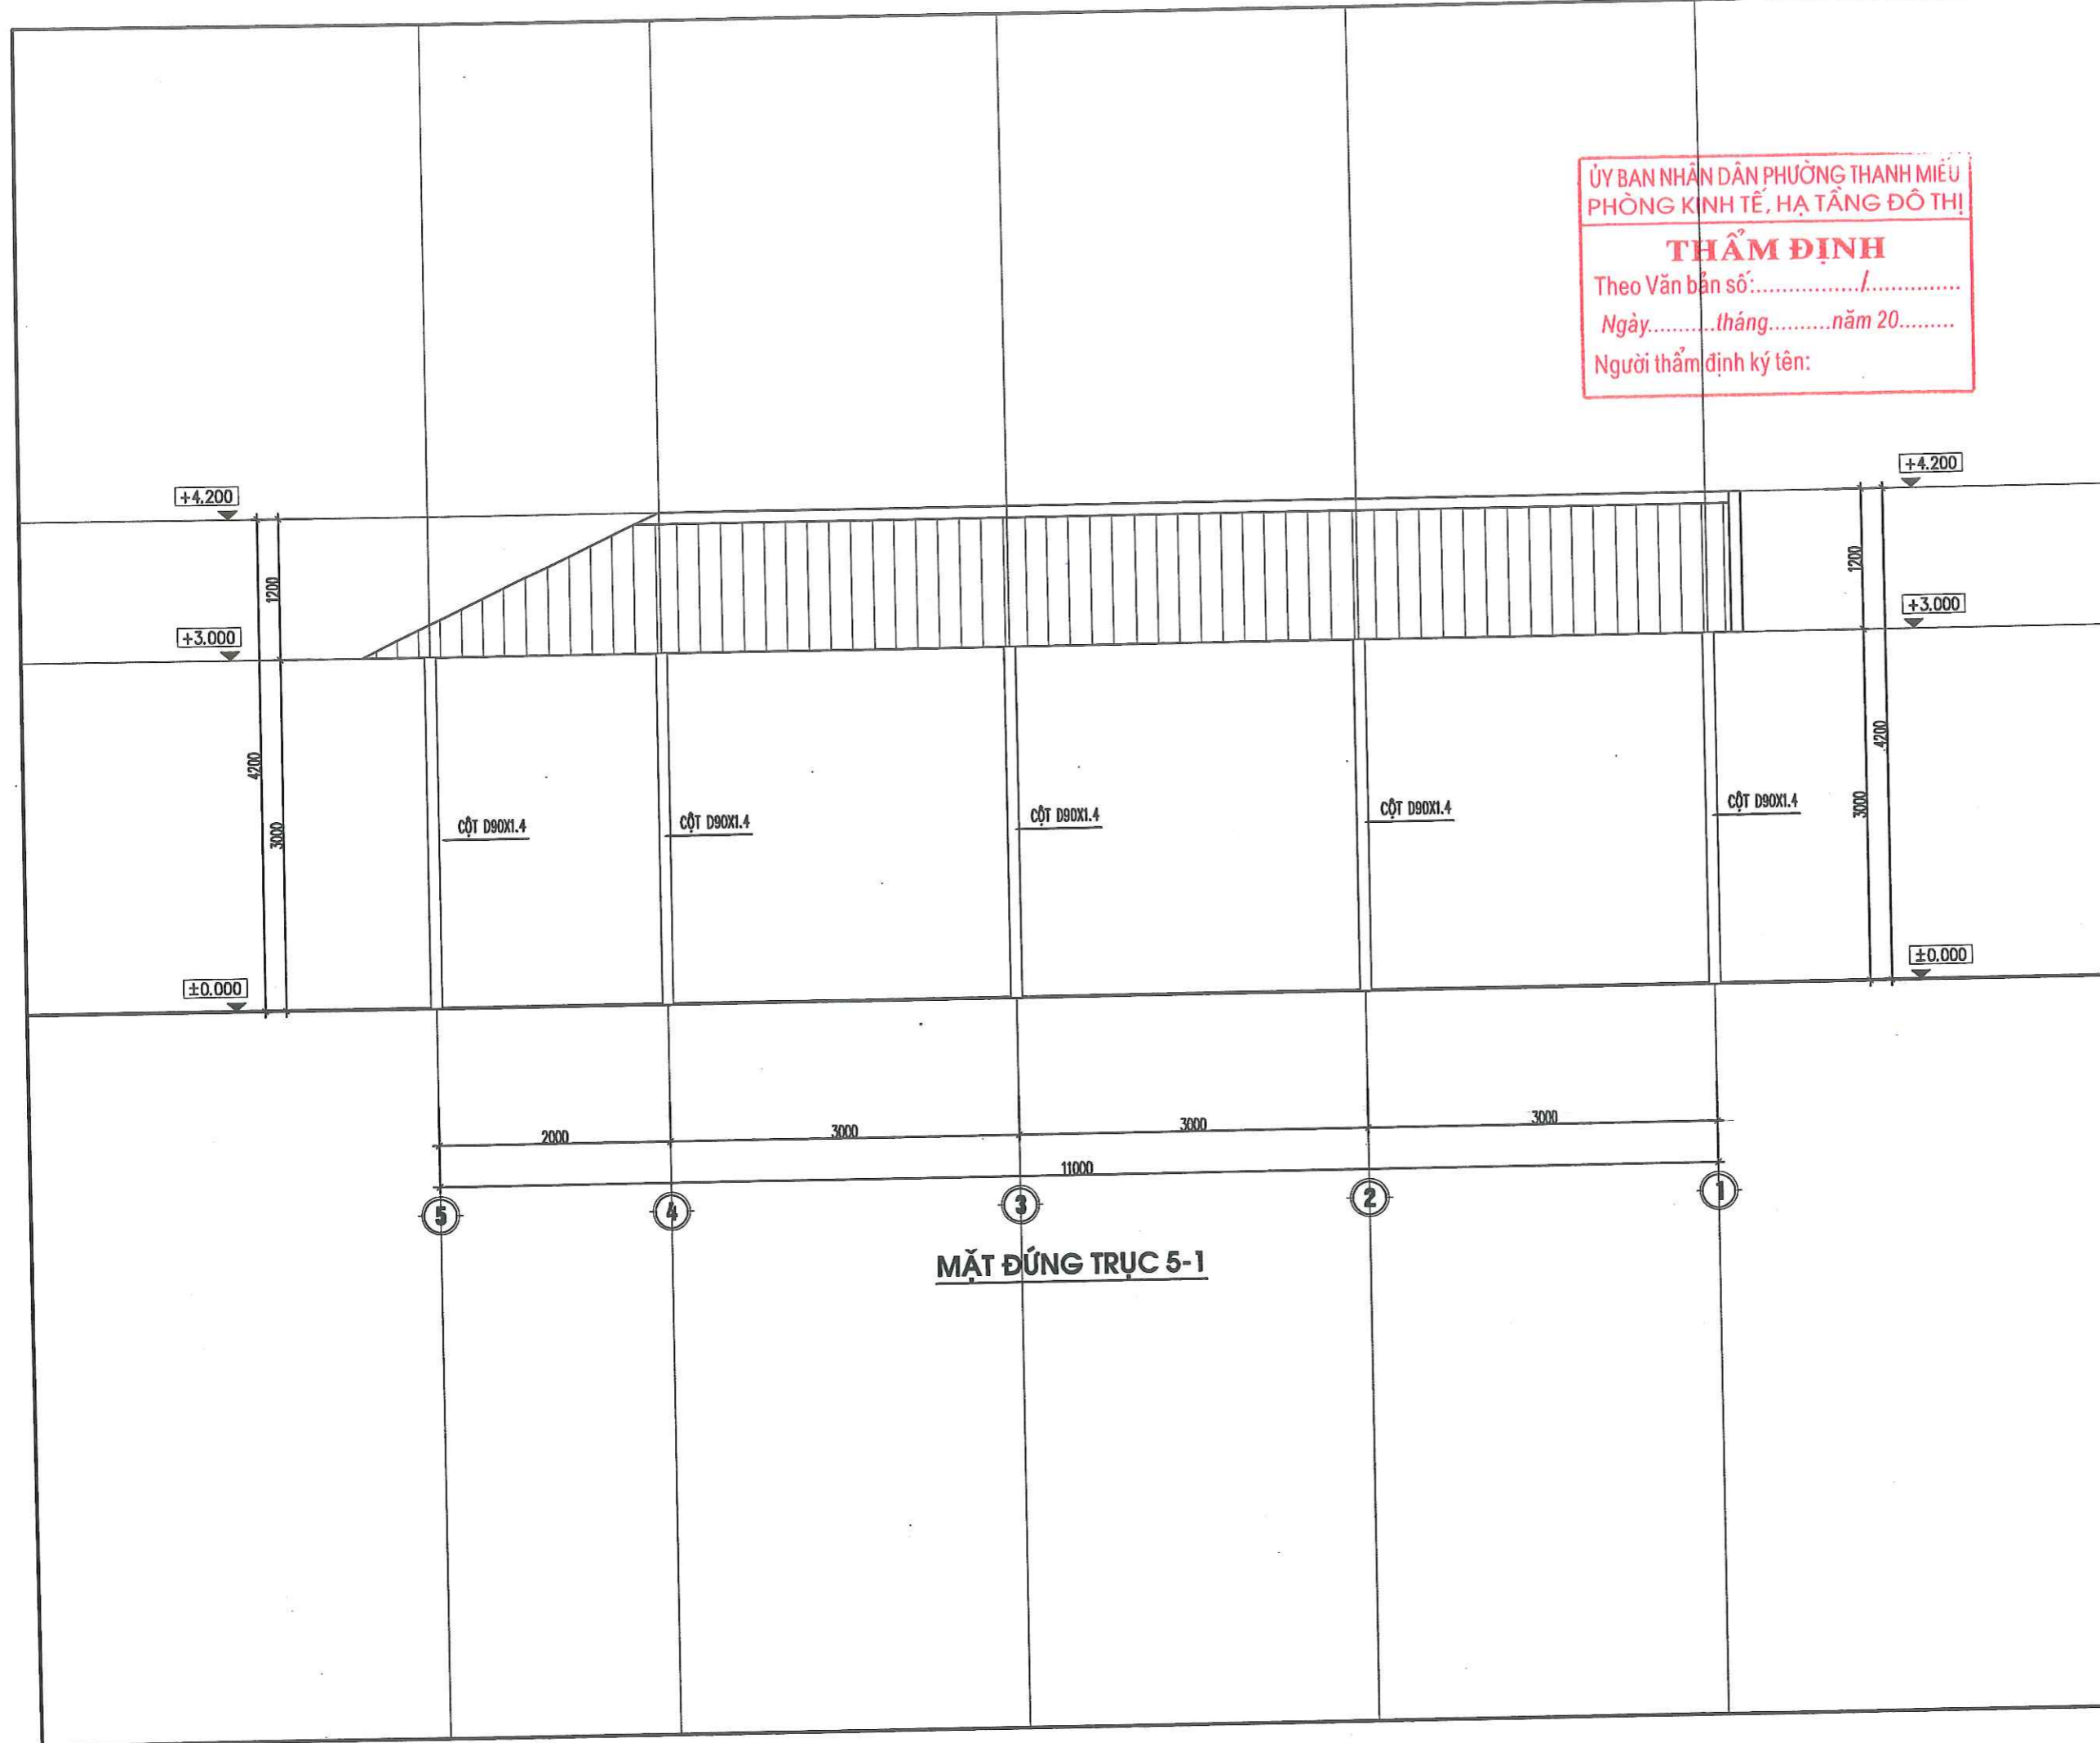 ỦY BAN NHÂN DÂN PHƯỜNG THANH MIẾU
PHÒNG KINH TẾ, HẠ TẦNG ĐÔ THỊ
THẨM ĐỊNH
Theo Văn bản số:................/...............
Ngày...........tháng..........năm 20.........
Người thẩm định ký tên:
+4.200
+4.200
1200
1200
+3.000
+3.000
4200
3000
4200
3000
CỘT D90X1.4
CỘT D90X1.4
CỘT D90X1.4
CỘT D90X1.4
CỘT D90X1.4
±0.000
±0.000
2000
3000
3000
3000
11000
5
4
3
2
1
MẶT ĐỨNG TRỤC 5-1